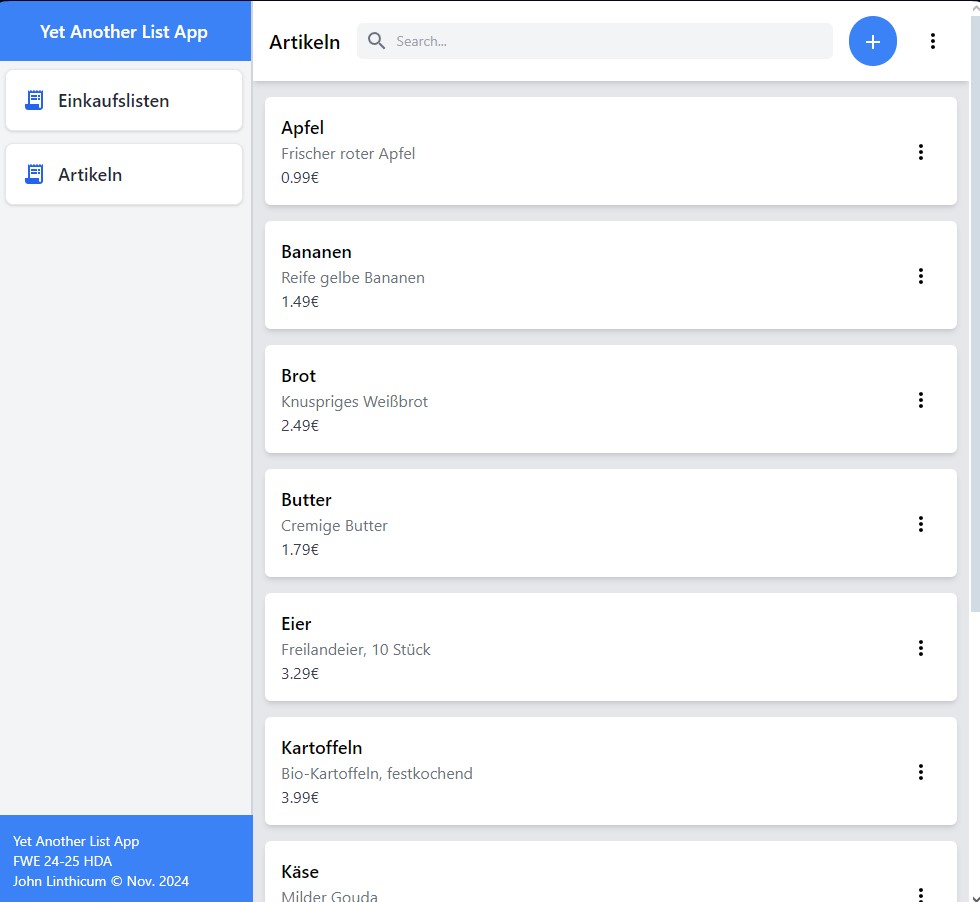 Yet Another List App
Einkaufslisten
Artikeln
Yet Another List App
FWE 24-25 HDA
John Linthicum © Nov. 2024
Artikeln
Search...
Apfel
Frischer roter Apfel
0.99€
Bananen
Reife gelbe Bananen
1.49€
Brot
Knuspriges Weißbrot
2.49€
Butter
Cremige Butter
1.79€
Eier
Freilandeier, 10 Stück
3.29€
Kartoffeln
Bio-Kartoffeln, festkochend
3.99€
Käse
Milder Gouda